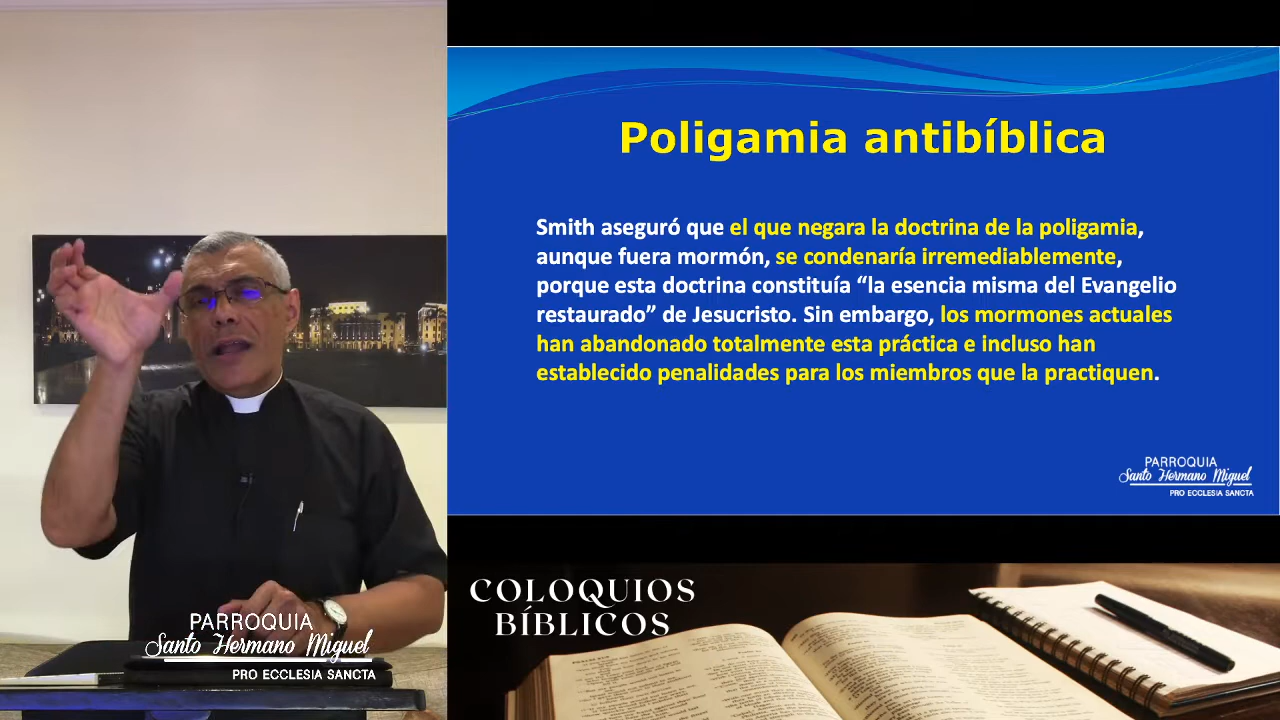 Poligamia antibíblica
Smith aseguró que el que negara la doctrina de la poligamia,
aunque fuera mormón, se condenaría irremediablemente,
porque esta doctrina constituía “la esencia misma del Evangelio
restaurado” de Jesucristo. Sin embargo, los mormones actuales
han abandonado totalmente esta práctica e incluso han
establecido penalidades para los miembros que la practiquen.
PARROQUIA
Santo Hermano Miguel
PRO ECCLESIA SANCTA
PARROQUIA
Santo Hermano Miguel
PRO ECCLESIA SANCTA
COLOQUIOS
BÍBLICOS